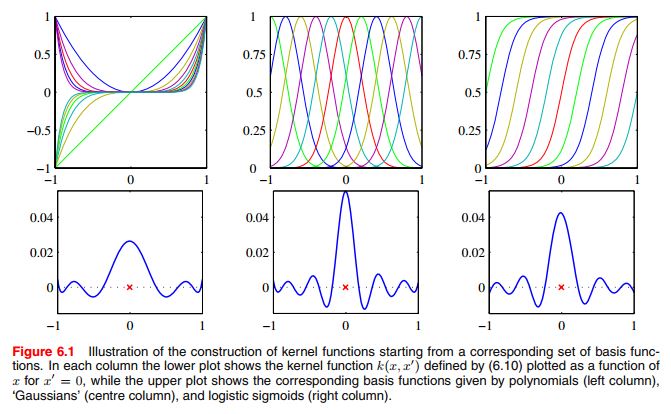 1 1 1
0.5 0.75 0.75
0 0.5 0.5
−0.5 0.25 0.25
−1 0 0
−1 0 1 −1 0 1 −1 0 1
0.04 0.04 0.04
0.02 0.02 0.02
0 0 0
−1 0 1 −1 0 1 −1 0 1
Figure 6.1 Illustration of the construction of kernel functions starting from a corresponding set of basis func-
tions. In each column the lower plot shows the kernel function k(x, x′) defined by (6.10) plotted as a function of
x for x′ = 0, while the upper plot shows the corresponding basis functions given by polynomials (left column),
‘Gaussians’ (centre column), and logistic sigmoids (right column).